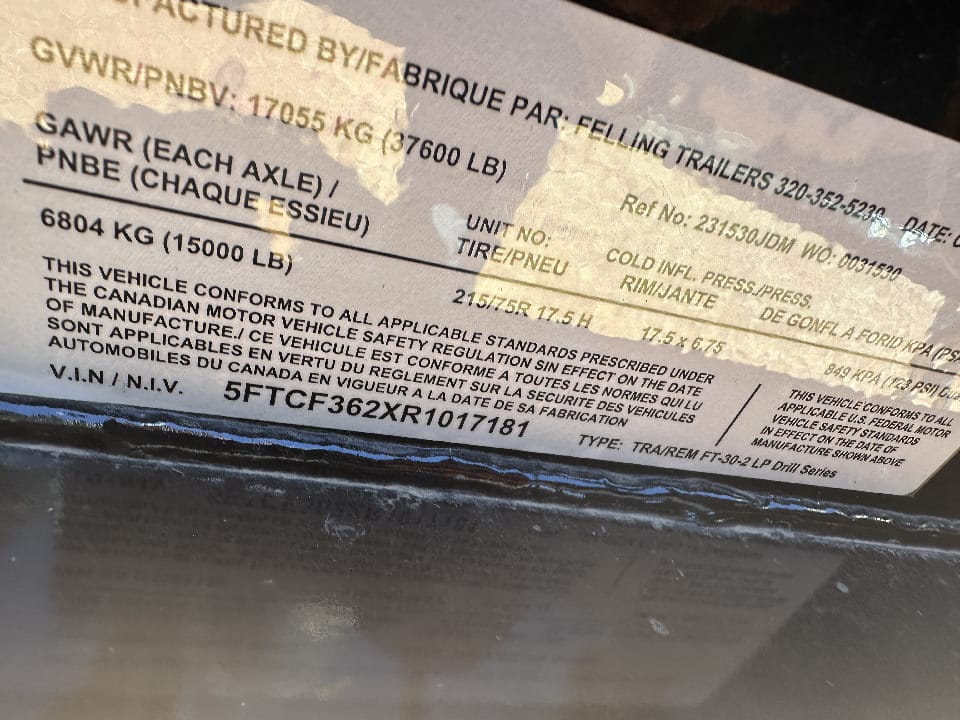 FACTURED BY/FABRIQUE PAR: FELLING TRAILERS 320-352-5239 DATE:
GVWR/PNBV: 17055 KG (37600 LB)
Ref No: 231530JDM WO: 0031530
GAWR (EACH AXLE) /
PNBE (CHAQUE ESSIEU)
UNIT NO:
TIRE/PNEU
COLD INFL. PRESS./PRESS.
RIM/JANTE
DE GONFL A FORID KPA (PSI
6804 KG (15000 LB)
215/75R 17.5 H
17.5 x 6.75
849 KPA (123 PSI)
THIS VEHICLE CONFORMS TO ALL APPLICABLE STANDARDS PRESCRIBED UNDER
THE CANADIAN MOTOR VEHICLE SAFETY REGULATION SIN EFFECT ON THE DATE
OF MANUFACTURE./ CE VEHICULE EST CONFORME A TOUTES LES NORMES QUI LU
SONT APPLICABLES EN VERTU DU REGLEMENT SUR LA SECURITE DES VEHICULES
AUTOMOBILES DU CANADA EN VIGUEUR A LA DATE DE SA FABRICATION
THIS VEHICLE CONFORMS TO ALL
APPLICABLE U.S. FEDERAL MOTOR
VEHICLE SAFETY STANDARDS
IN EFFECT ON THE DATE OF
MANUFACTURE SHOWN ABOVE
V.I.N / N.I.V. 5FTCF362XR1017181
TYPE: TRA/REM FT-30-2 LP Drill Series